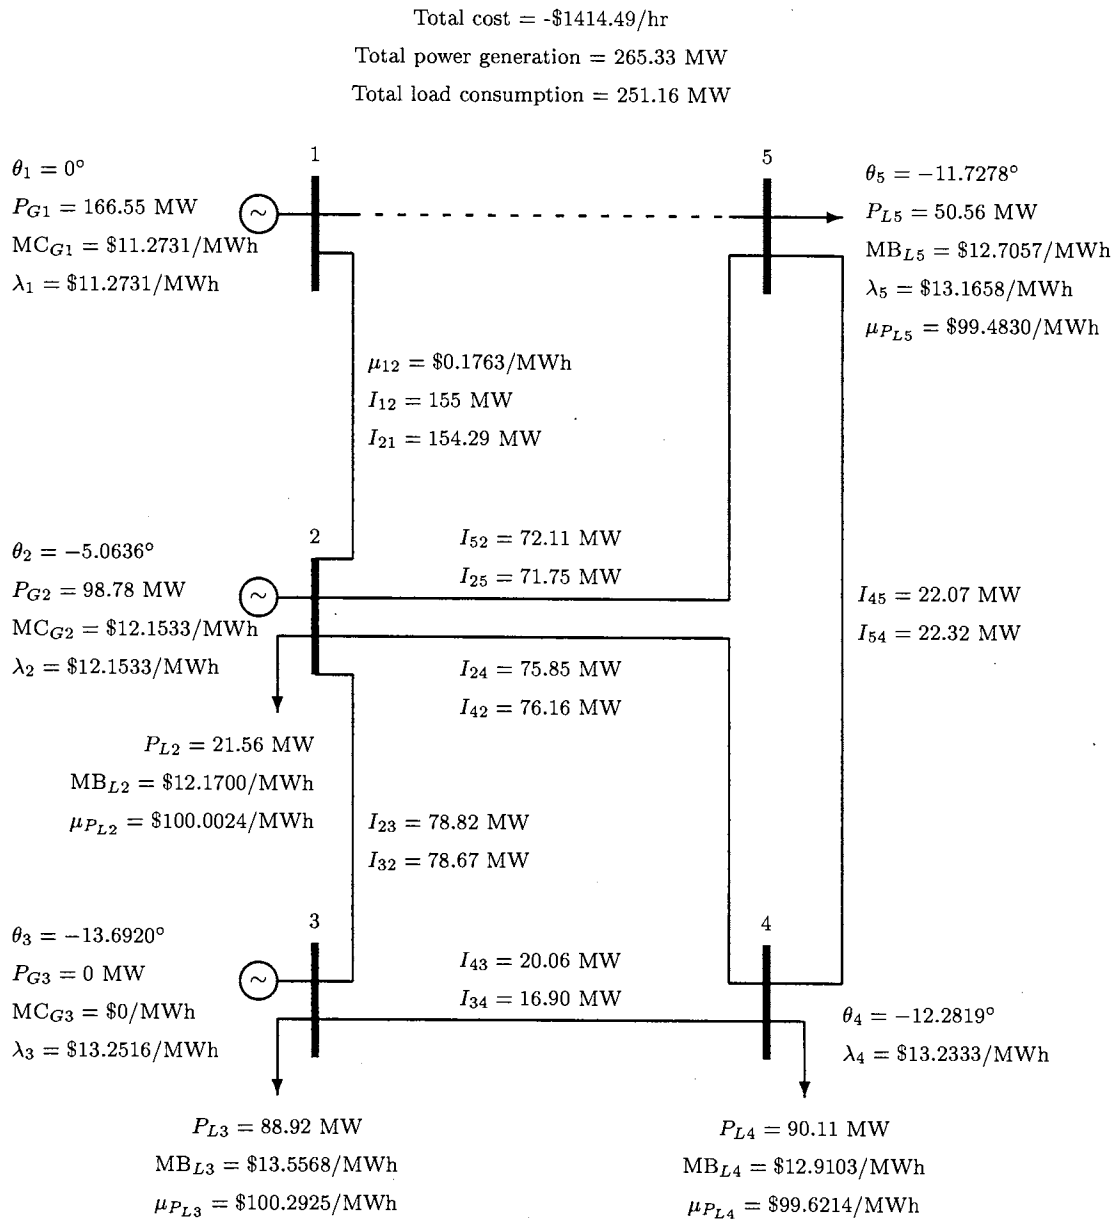 Total cost = -$1414.49/hr
Total power generation = 265.33 MW
Total load consumption = 251.16 MW
1
θ1 = 0°
PG1 = 166.55 MW
~
MCG1 = $11.2731/MWh
λ1 = $11.2731/MWh
5
θ5 = −11.7278°
PL5 = 50.56 MW
MBL5 = $12.7057/MWh
λ5 = $13.1658/MWh
μPL5 = $99.4830/MWh
μ12 = $0.1763/MWh
I12 = 155 MW
I21 = 154.29 MW
2
θ2 = −5.0636°
PG2 = 98.78 MW
~
MCG2 = $12.1533/MWh
λ2 = $12.1533/MWh
I52 = 72.11 MW
I25 = 71.75 MW
I45 = 22.07 MW
I54 = 22.32 MW
I24 = 75.85 MW
I42 = 76.16 MW
PL2 = 21.56 MW
MBL2 = $12.1700/MWh
μPL2 = $100.0024/MWh
I23 = 78.82 MW
I32 = 78.67 MW
3
θ3 = −13.6920°
PG3 = 0 MW
~
MCG3 = $0/MWh
λ3 = $13.2516/MWh
I43 = 20.06 MW
I34 = 16.90 MW
4
θ4 = −12.2819°
λ4 = $13.2333/MWh
PL3 = 88.92 MW
MBL3 = $13.5568/MWh
μPL3 = $100.2925/MWh
PL4 = 90.11 MW
MBL4 = $12.9103/MWh
μPL4 = $99.6214/MWh